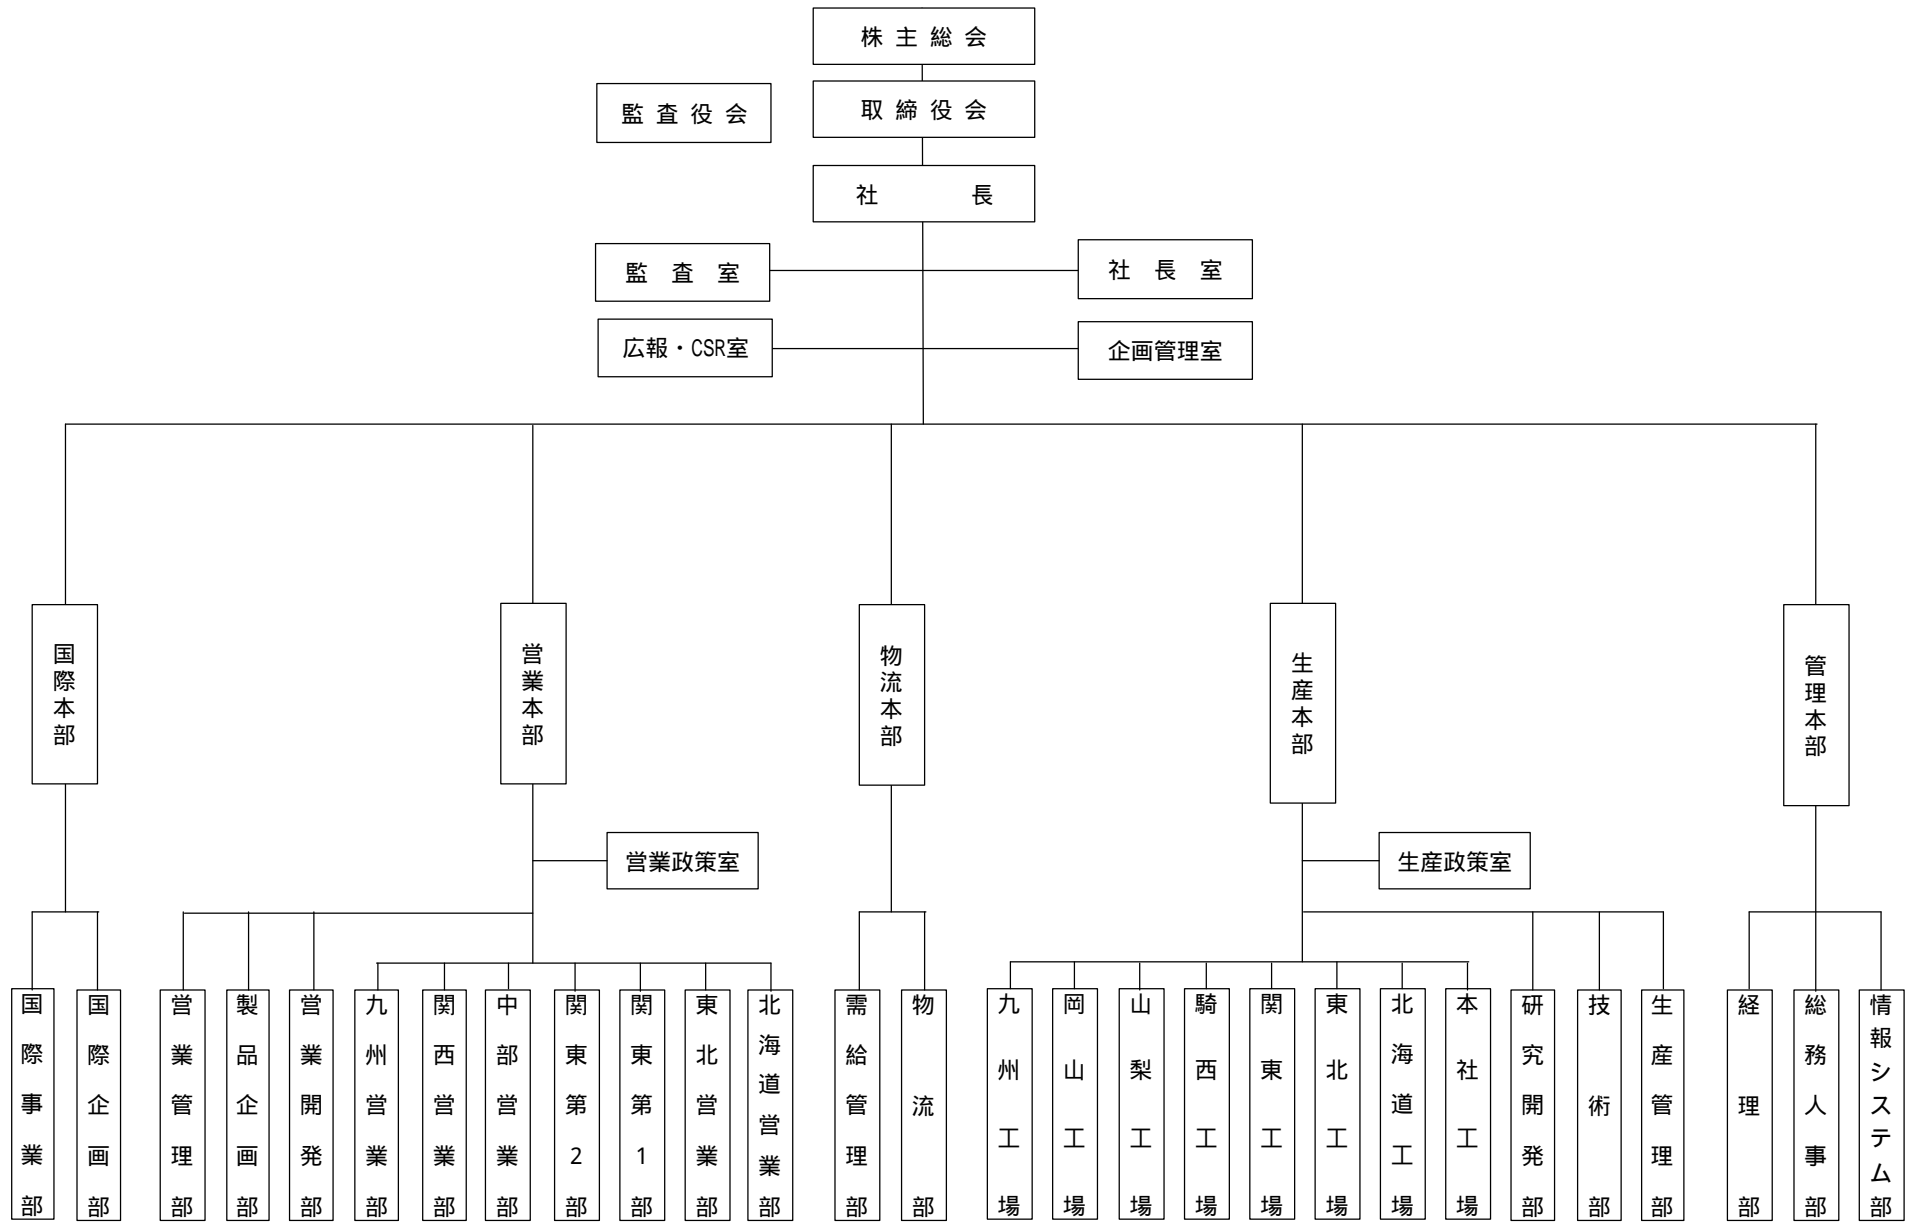 株主総会
監査役会
取締役会
社長
監査室
社長室
広報・CSR室
企画管理室
国際本部
営業本部
物流本部
生産本部
管理本部
営業政策室
生産政策室
国際事業部
国際企画部
営業管理部
製品企画部
営業開発部
九州営業部
関西営業部
中部営業部
関東第2部
関東第1部
東北営業部
北海道営業部
需給管理部
物流部
九州工場
岡山工場
山梨工場
騎西工場
関東工場
東北工場
北海道工場
本社工場
研究開発部
技術部
生産管理部
経理部
総務人事部
情報システム部